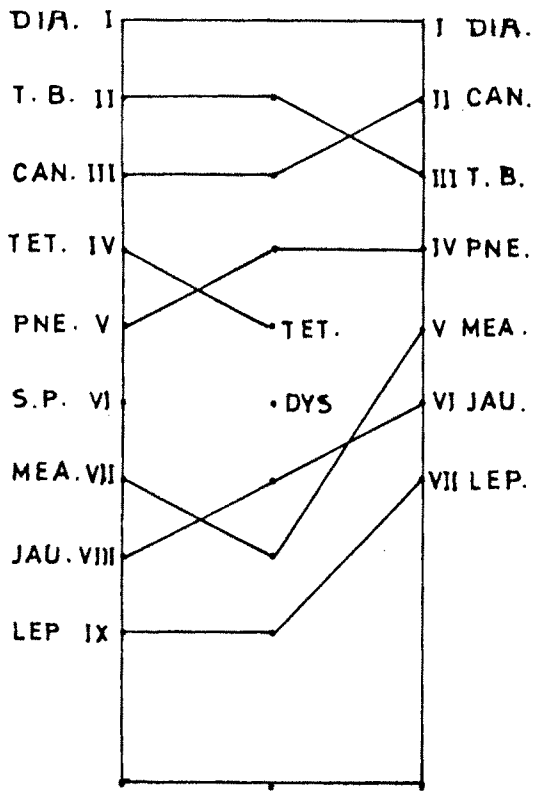 DIA. I I DIA.
T. B. II II CAN.
CAN. III III T. B.
TET. IV IV PNE.
PNE. V TET. V MEA.
S.P. VI DYS VI JAU.
MEA. VII VII LEP.
JAU. VIII
LEP IX